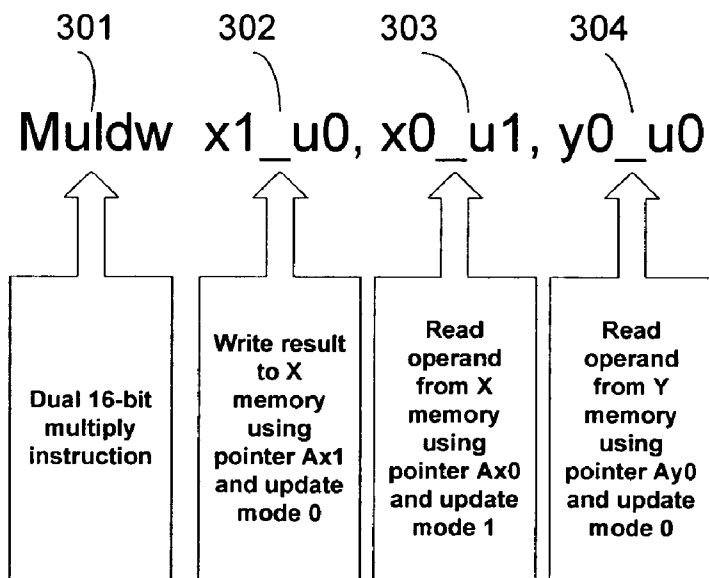 301 302 303 304
Muldw x1_u0, x0_u1, y0_u0
Dual 16-bit
multiply
instruction
Write result
to X
memory
using
pointer Ax1
and update
mode 0
Read
operand
from X
memory
using
pointer Ax0
and update
mode 1
Read
operand
from Y
memory
using
pointer Ay0
and update
mode 0